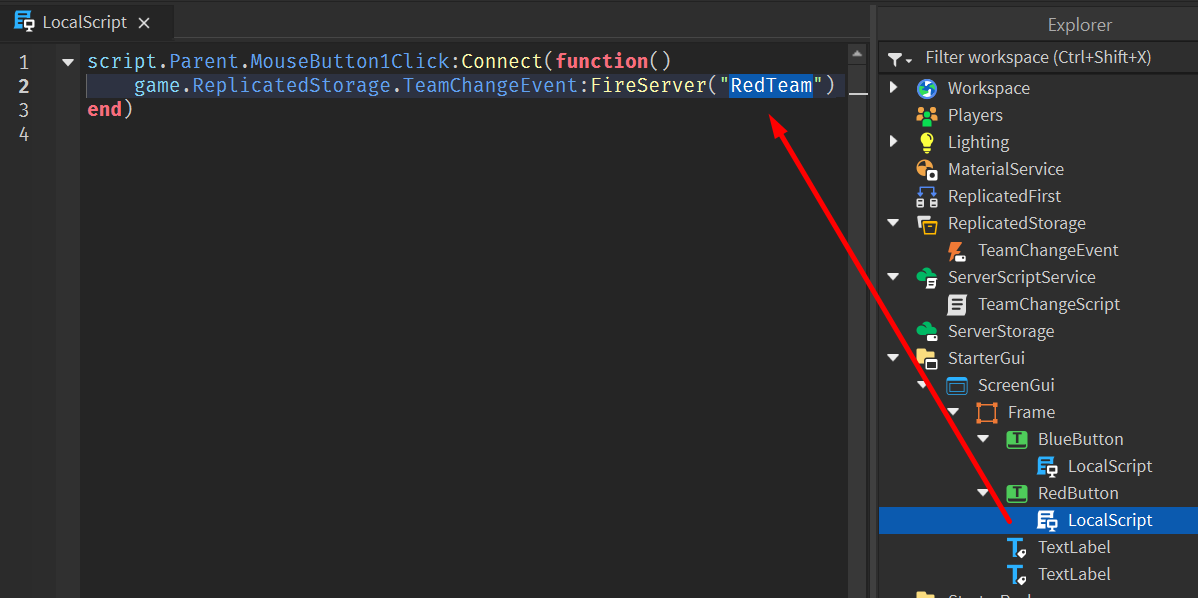 LocalScript
Explorer
Filter workspace (Ctrl+Shift+X)
1 script.Parent.MouseButton1Click:Connect(function()
2 game.ReplicatedStorage.TeamChangeEvent:FireServer("RedTeam")
3 end)
4
Workspace
Players
Lighting
MaterialService
ReplicatedFirst
ReplicatedStorage
TeamChangeEvent
ServerScriptService
TeamChangeScript
ServerStorage
StarterGui
ScreenGui
Frame
BlueButton
LocalScript
RedButton
LocalScript
TextLabel
TextLabel